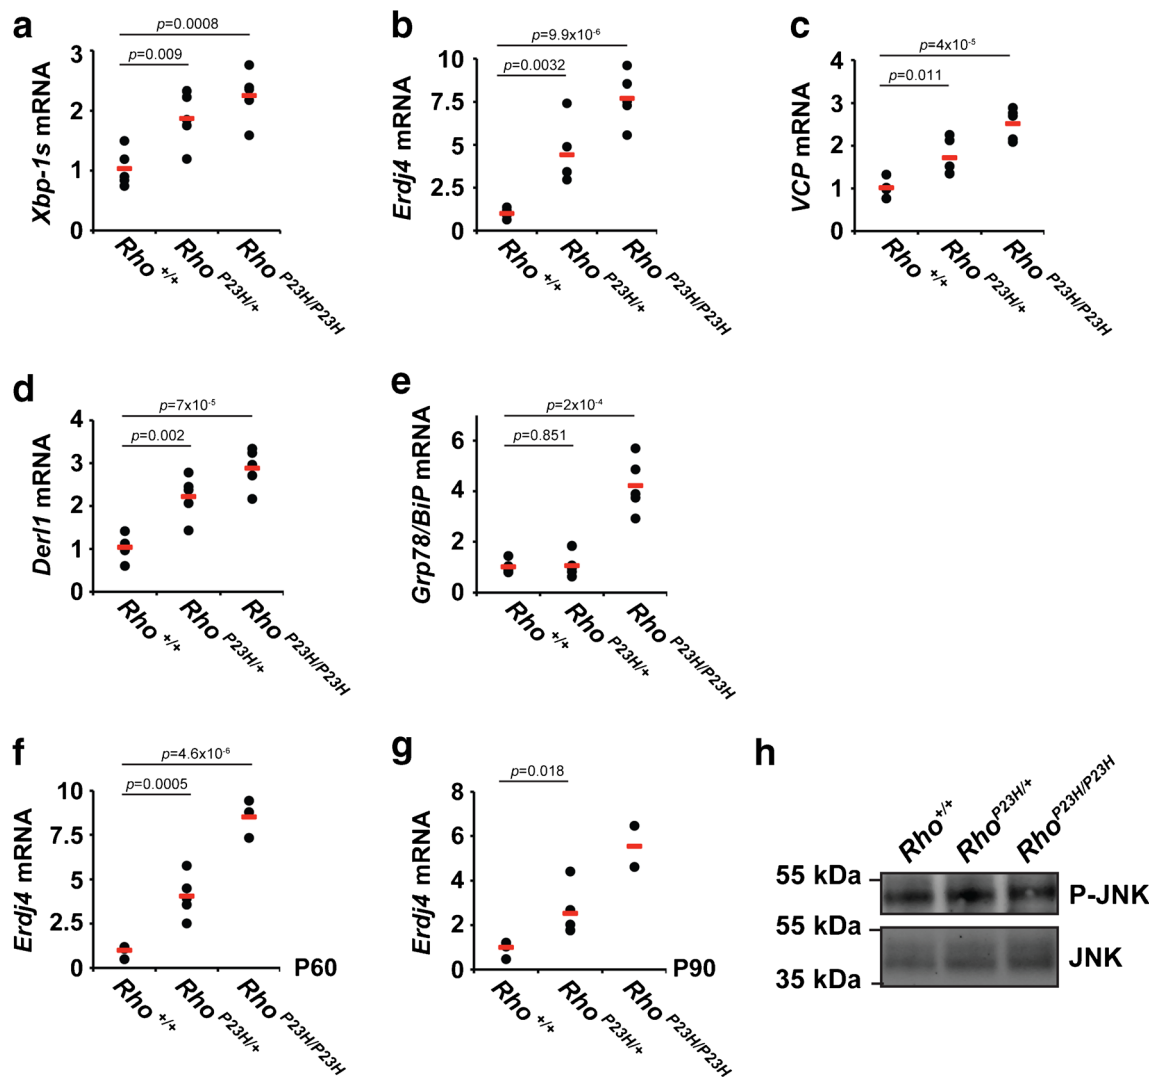 a
p=0.0008
p=0.009
Xbp-1s mRNA
3
2
1
0
Rho +/+
Rho P23H/+
Rho P23H/P23H
b
p=9.9x10-6
p=0.0032
Erdj4 mRNA
10
7.5
5
2.5
0
Rho +/+
Rho P23H/+
Rho P23H/P23H
c
p=4x10-5
p=0.011
VCP mRNA
4
3
2
1
0
Rho +/+
Rho P23H/+
Rho P23H/P23H
d
p=7x10-5
p=0.002
Derl1 mRNA
4
3
2
1
0
Rho +/+
Rho P23H/+
Rho P23H/P23H
e
p=2x10-4
p=0.851
Grp78/BiP mRNA
6
4
2
0
Rho +/+
Rho P23H/+
Rho P23H/P23H
f
p=4.6x10-6
p=0.0005
Erdj4 mRNA
10
7.5
5
2.5
0
P60
Rho +/+
Rho P23H/+
Rho P23H/P23H
g
p=0.018
Erdj4 mRNA
8
6
4
2
0
P90
Rho +/+
Rho P23H/+
Rho P23H/P23H
h
Rho+/+
RhoP23H/+
RhoP23H/P23H
55 kDa
P-JNK
55 kDa
JNK
35 kDa